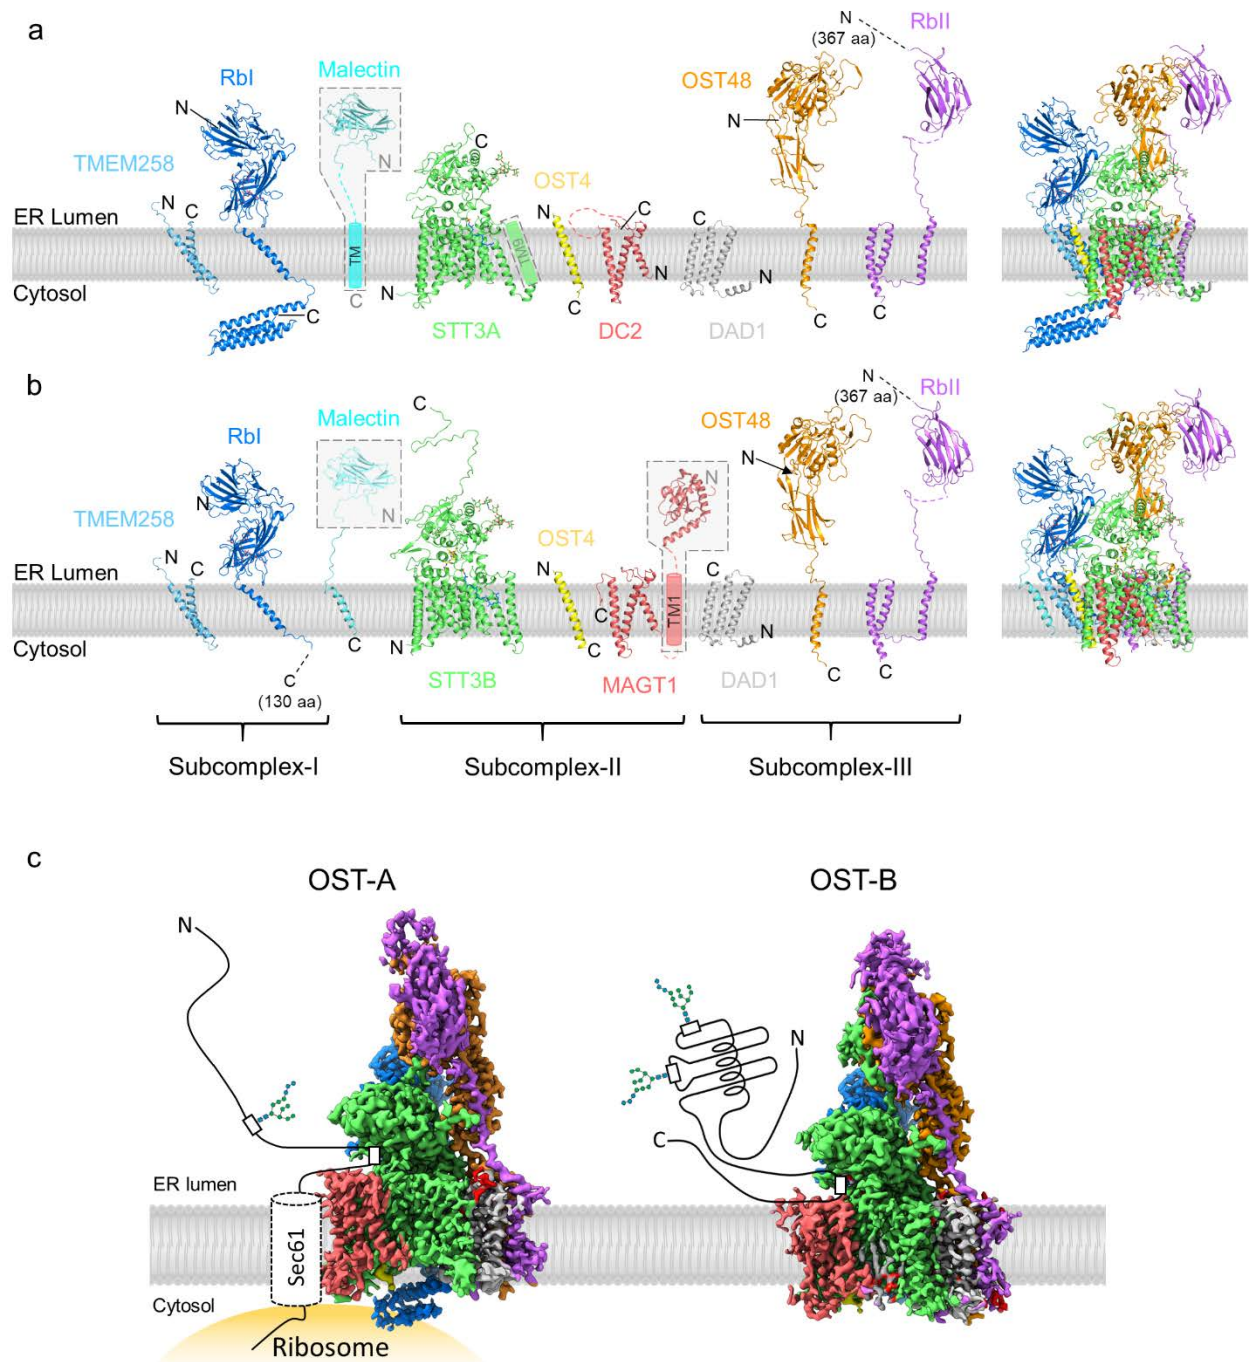 a
N
(367 aa)
RbII
RbI
Malectin
OST48
N
N
C
TMEM258
N
OST4
N
C
N
C
C
ER Lumen
TM
TM9
N
N
Cytosol
C
N
C
C
C
C
STT3A
DC2
DAD1
b
N
(367 aa)
RbII
Malectin
C
OST48
RbI
N
N
N
TMEM258
N
OST4
N
C
N
C
ER Lumen
C
TM1
Cytosol
N
C
C
N
C
C
C
(130 aa)
STT3B
MAGT1
DAD1
Subcomplex-I
Subcomplex-II
Subcomplex-III
c
OST-A
OST-B
N
N
C
ER lumen
Sec61
Cytosol
Ribosome